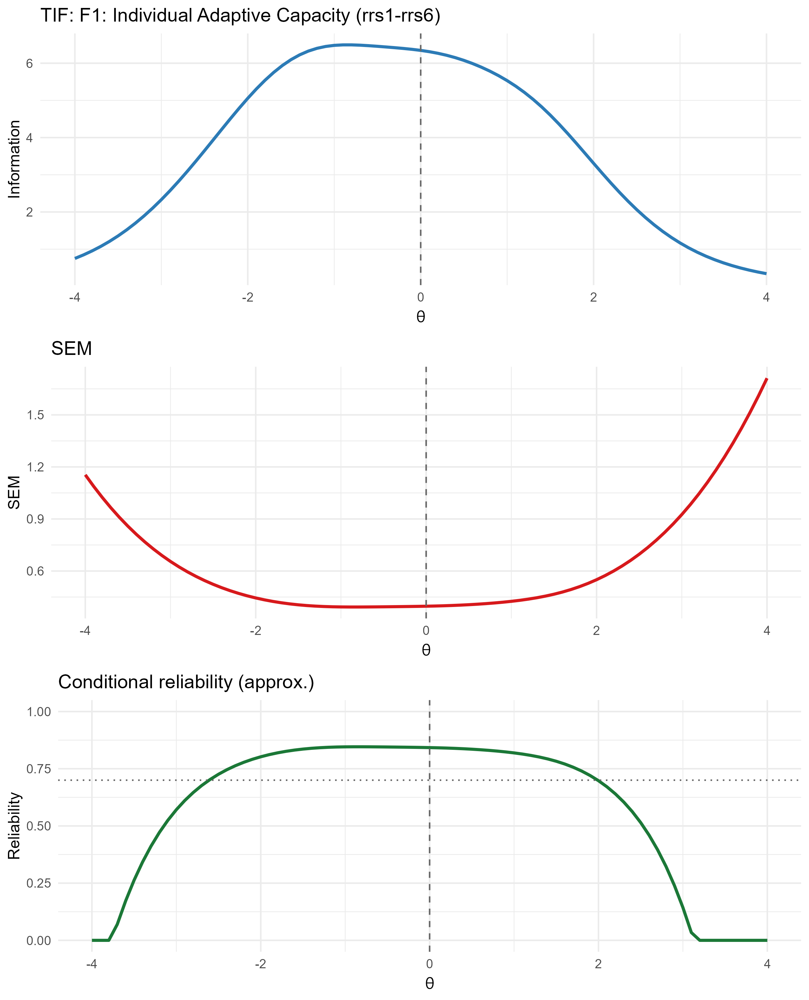 TIF: F1: Individual Adaptive Capacity (rrs1-rrs6)
Information
6
4
2
-4 -2 0 2 4
θ
SEM
SEM
1.5
1.2
0.9
0.6
-4 -2 0 2 4
θ
Conditional reliability (approx.)
Reliability
1.00
0.75
0.50
0.25
0.00
-4 -2 0 2 4
θ